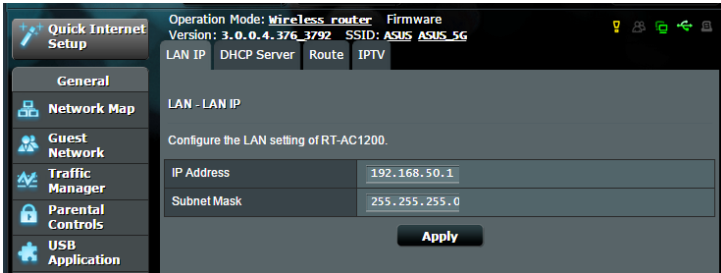 Quick Internet
Setup
Operation Mode: Wireless router Firmware
Version: 3.0.0.4.376_3792 SSID: ASUS ASUS_5G
LAN IP DHCP Server Route IPTV
General
Network Map
Guest
Network
Traffic
Manager
Parental
Controls
USB
Application
LAN - LAN IP
Configure the LAN setting of RT-AC1200.
IP Address 192.168.50.1
Subnet Mask 255.255.255.0
Apply